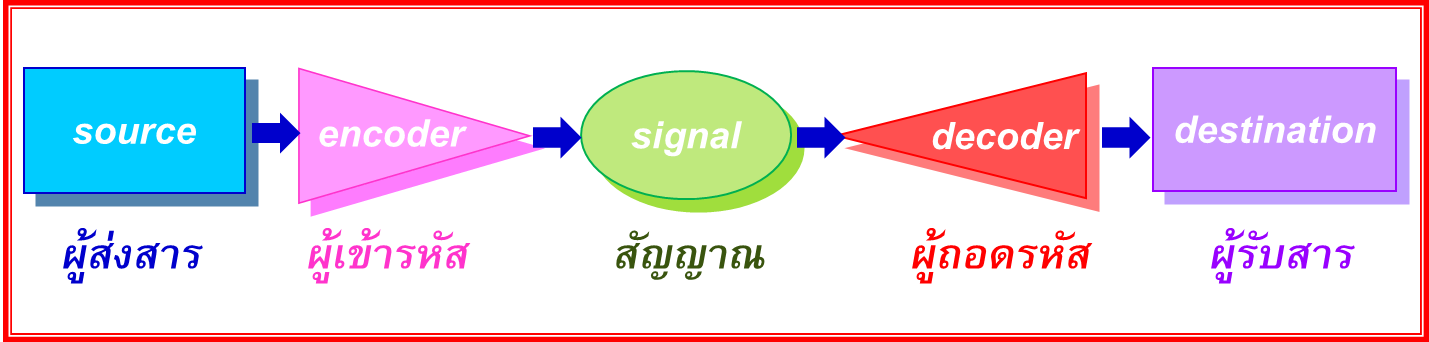 source
encoder
signal
decoder
destination
ผู้ส่งสาร
ผู้เข้ารหัส
สัญญาณ
ผู้ถอดรหัส
ผู้รับสาร